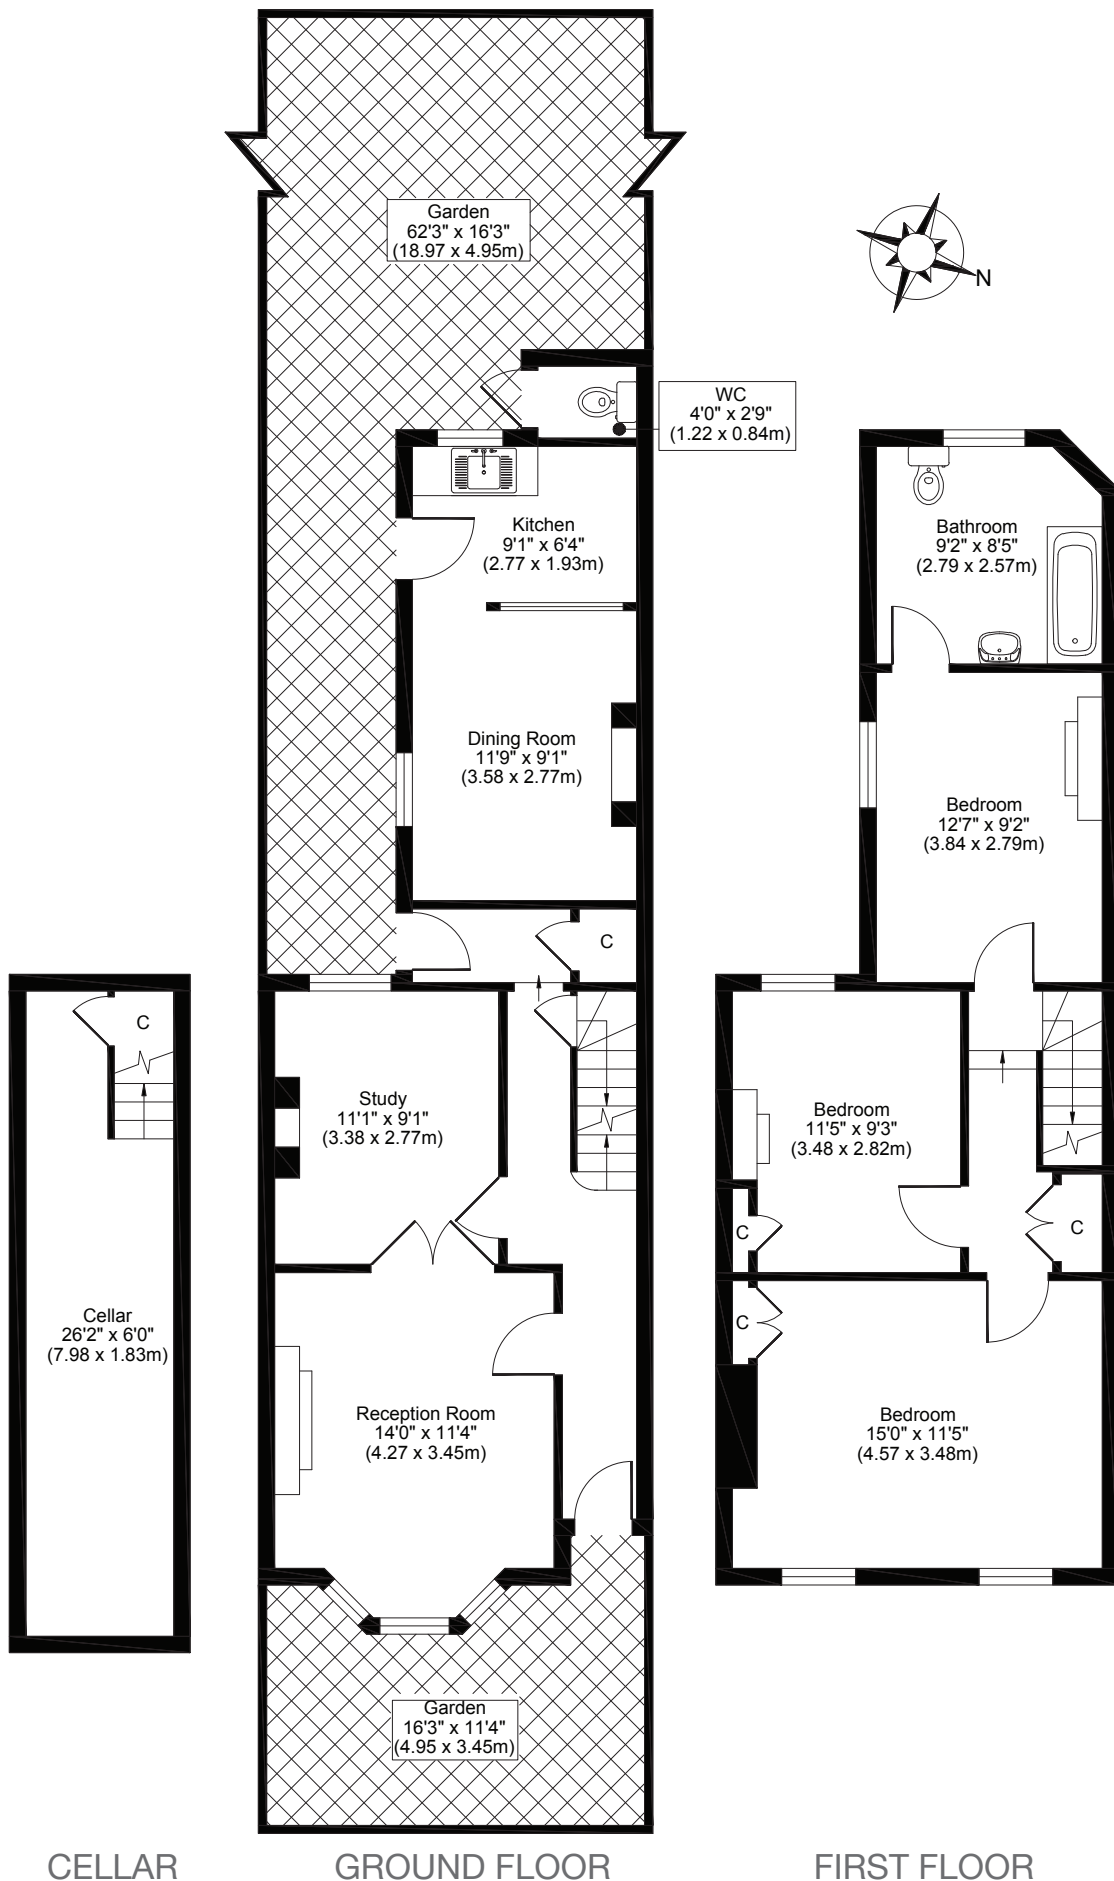 Garden
62'3" x 16'3"
(18.97 x 4.95m)
N
WC
4'0" x 2'9"
(1.22 x 0.84m)
Kitchen
9'1" x 6'4"
(2.77 x 1.93m)
Bathroom
9'2" x 8'5"
(2.79 x 2.57m)
Dining Room
11'9" x 9'1"
(3.58 x 2.77m)
Bedroom
12'7" x 9'2"
(3.84 x 2.79m)
C
C
Study
11'1" x 9'1"
(3.38 x 2.77m)
Bedroom
11'5" x 9'3"
(3.48 x 2.82m)
C
C
Cellar
26'2" x 6'0"
(7.98 x 1.83m)
C
Reception Room
14'0" x 11'4"
(4.27 x 3.45m)
Bedroom
15'0" x 11'5"
(4.57 x 3.48m)
Garden
16'3" x 11'4"
(4.95 x 3.45m)
CELLAR
GROUND FLOOR
FIRST FLOOR